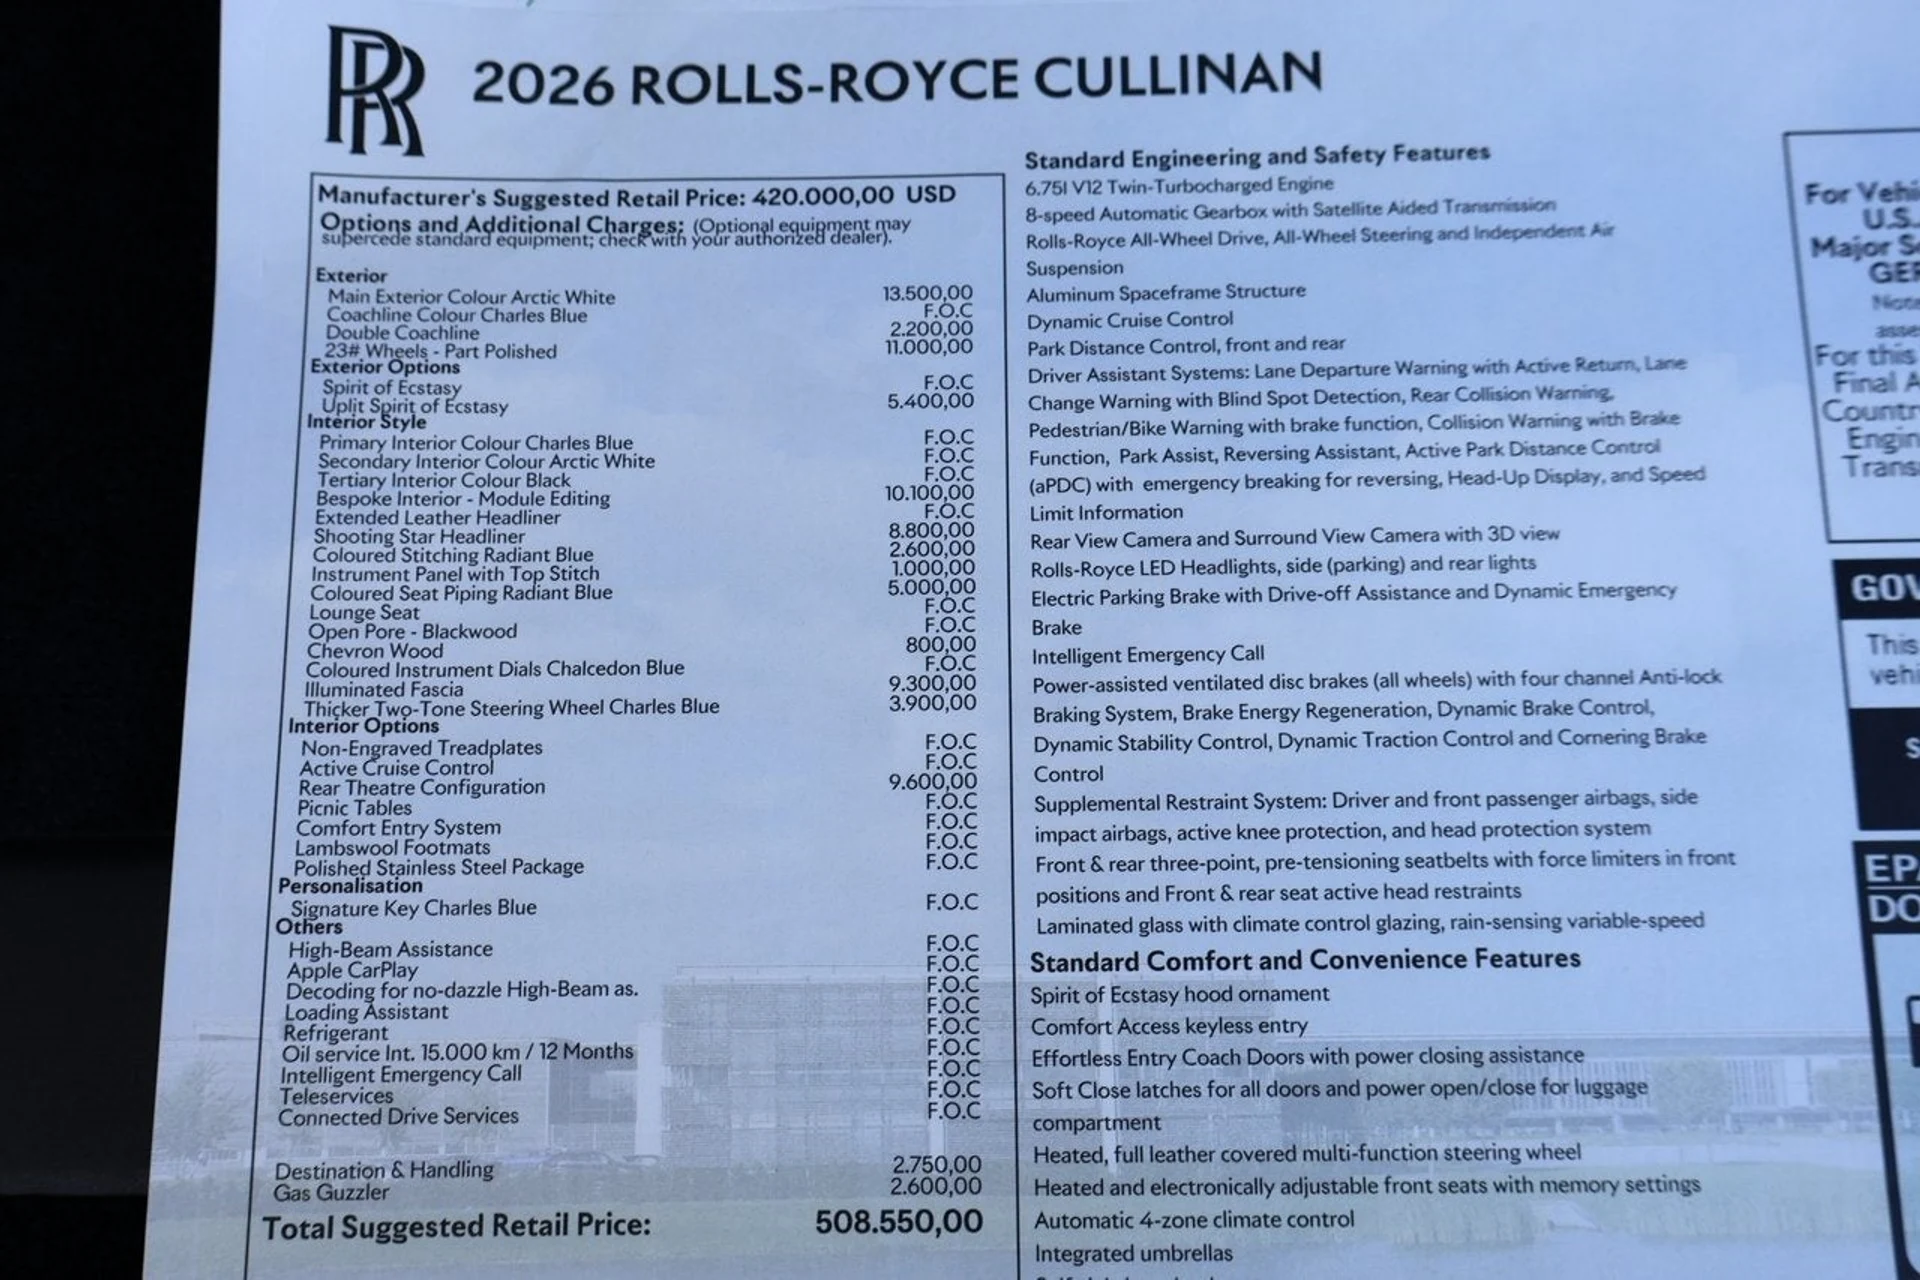 RR
2026 ROLLS-ROYCE CULLINAN
Manufacturer's Suggested Retail Price: 420.000,00 USD
Options and Additional Charges: (Optional equipment may
supercede standard equipment; check with your authorized dealer).
Exterior
Main Exterior Colour Arctic White 13.500,00
Coachline Colour Charles Blue F.O.C
Double Coachline 2.200,00
23# Wheels - Part Polished 11.000,00
Exterior Options
Spirit of Ecstasy F.O.C
Uplit Spirit of Ecstasy 5.400,00
Interior Style
Primary Interior Colour Charles Blue F.O.C
Secondary Interior Colour Arctic White F.O.C
Tertiary Interior Colour Black F.O.C
Bespoke Interior - Module Editing 10.100,00
Extended Leather Headliner F.O.C
Shooting Star Headliner 8.800,00
Coloured Stitching Radiant Blue 2.600,00
Instrument Panel with Top Stitch 1.000,00
Coloured Seat Piping Radiant Blue 5.000,00
Lounge Seat F.O.C
Open Pore - Blackwood F.O.C
Chevron Wood 800,00
Coloured Instrument Dials Chalcedon Blue F.O.C
Illuminated Fascia 9.300,00
Thicker Two-Tone Steering Wheel Charles Blue 3.900,00
Interior Options
Non-Engraved Treadplates F.O.C
Active Cruise Control F.O.C
Rear Theatre Configuration 9.600,00
Picnic Tables F.O.C
Comfort Entry System F.O.C
Lambswool Footmats F.O.C
Polished Stainless Steel Package F.O.C
Personalisation
Signature Key Charles Blue F.O.C
Others
High-Beam Assistance F.O.C
Apple CarPlay F.O.C
Decoding for no-dazzle High-Beam as. F.O.C
Loading Assistant F.O.C
Refrigerant F.O.C
Oil service Int. 15.000 km / 12 Months F.O.C
Intelligent Emergency Call F.O.C
Teleservices F.O.C
Connected Drive Services F.O.C
Destination & Handling 2.750,00
Gas Guzzler 2.600,00
Total Suggested Retail Price: 508.550,00
Standard Engineering and Safety Features
6.75l V12 Twin-Turbocharged Engine
8-speed Automatic Gearbox with Satellite Aided Transmission
Rolls-Royce All-Wheel Drive, All-Wheel Steering and Independent Air
Suspension
Aluminum Spaceframe Structure
Dynamic Cruise Control
Park Distance Control, front and rear
Driver Assistant Systems: Lane Departure Warning with Active Return, Lane
Change Warning with Blind Spot Detection, Rear Collision Warning,
Pedestrian/Bike Warning with brake function, Collision Warning with Brake
Function, Park Assist, Reversing Assistant, Active Park Distance Control
(aPDC) with emergency breaking for reversing, Head-Up Display, and Speed
Limit Information
Rear View Camera and Surround View Camera with 3D view
Rolls-Royce LED Headlights, side (parking) and rear lights
Electric Parking Brake with Drive-off Assistance and Dynamic Emergency
Brake
Intelligent Emergency Call
Power-assisted ventilated disc brakes (all wheels) with four channel Anti-lock
Braking System, Brake Energy Regeneration, Dynamic Brake Control,
Dynamic Stability Control, Dynamic Traction Control and Cornering Brake
Control
Supplemental Restraint System: Driver and front passenger airbags, side
impact airbags, active knee protection, and head protection system
Front & rear three-point, pre-tensioning seatbelts with force limiters in front
positions and Front & rear seat active head restraints
Laminated glass with climate control glazing, rain-sensing variable-speed
Standard Comfort and Convenience Features
Spirit of Ecstasy hood ornament
Comfort Access keyless entry
Effortless Entry Coach Doors with power closing assistance
Soft Close latches for all doors and power open/close for luggage
compartment
Heated, full leather covered multi-function steering wheel
Heated and electronically adjustable front seats with memory settings
Automatic 4-zone climate control
Integrated umbrellas
For Vehi
U.S.
Major
GER
For this
Final A
Countr
Engin
Trans
GOV
This
vehi
S
EPA
DO